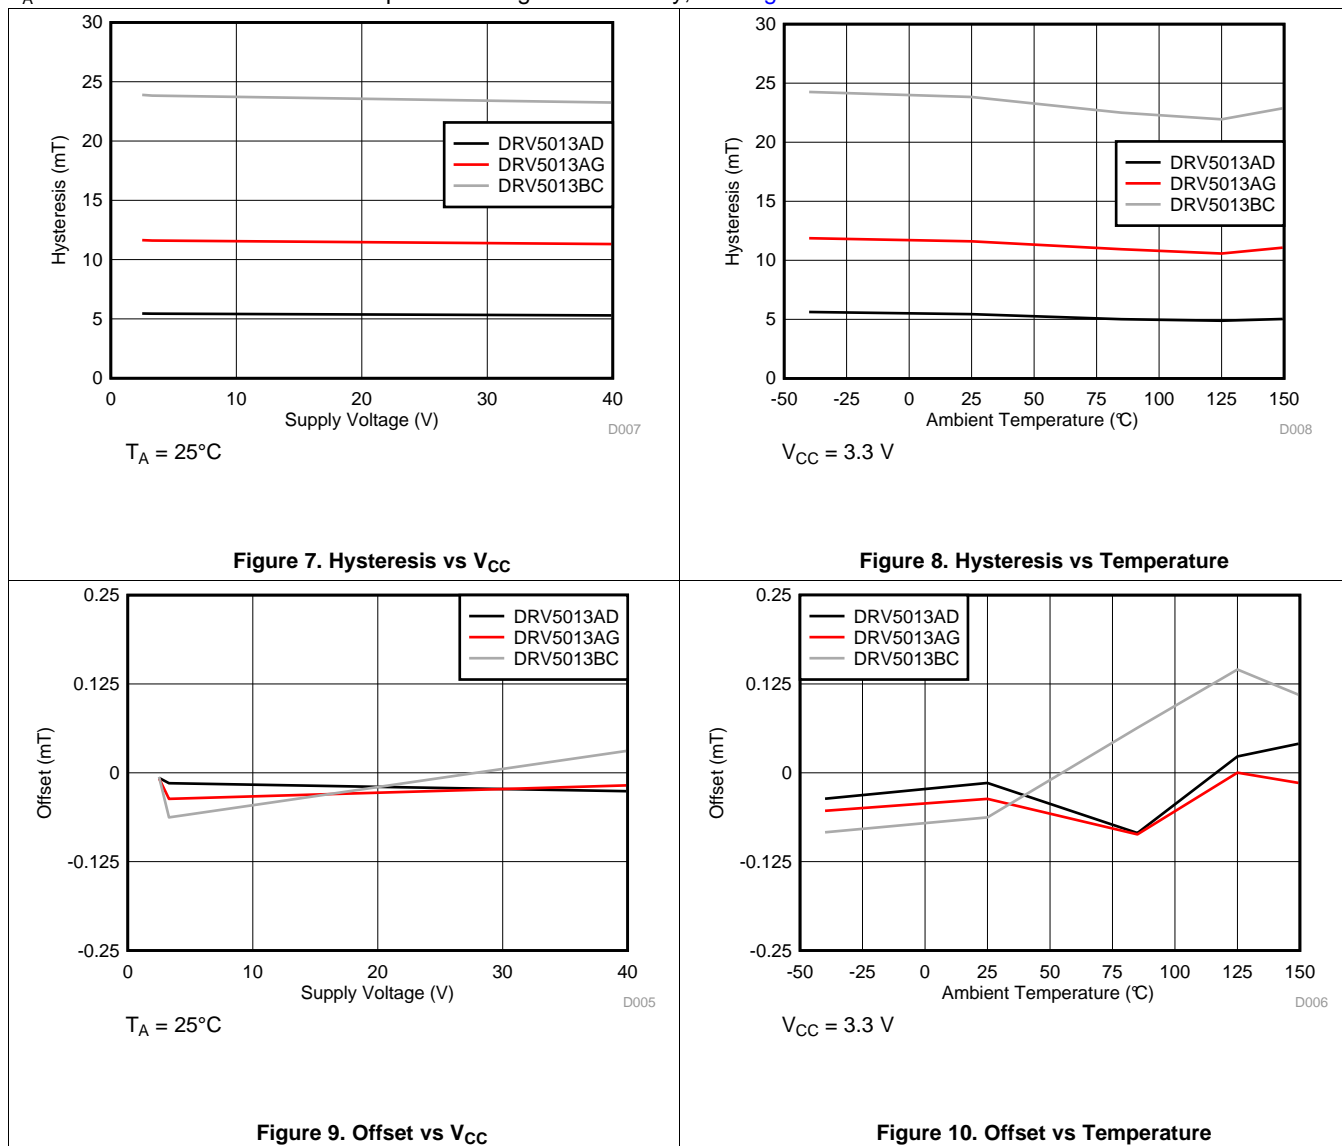 30
25
20
15
10
5
0
Hysteresis (mT)
DRV5013AD
DRV5013AG
DRV5013BC
0 10 20 30 40
Supply Voltage (V)
D007
TA = 25°C
Figure 7. Hysteresis vs VCC
30
25
20
15
10
5
0
Hysteresis (mT)
DRV5013AD
DRV5013AG
DRV5013BC
-50 -25 0 25 50 75 100 125 150
Ambient Temperature (°C)
D008
VCC = 3.3 V
Figure 8. Hysteresis vs Temperature
0.25
0.125
0
-0.125
-0.25
Offset (mT)
DRV5013AD
DRV5013AG
DRV5013BC
0 10 20 30 40
Supply Voltage (V)
D005
TA = 25°C
Figure 9. Offset vs VCC
0.25
0.125
0
-0.125
-0.25
Offset (mT)
DRV5013AD
DRV5013AG
DRV5013BC
-50 -25 0 25 50 75 100 125 150
Ambient Temperature (°C)
D006
VCC = 3.3 V
Figure 10. Offset vs Temperature